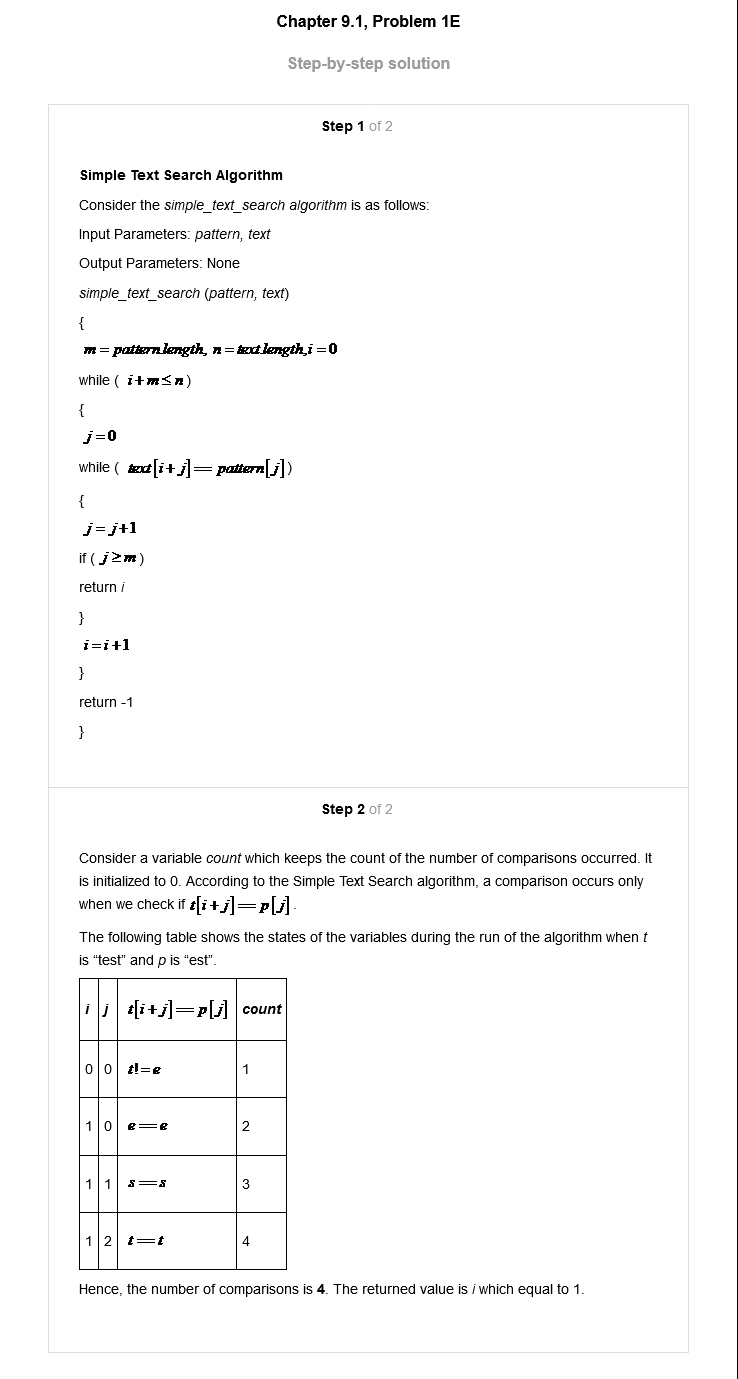 Chapter 9.1, Problem 1E
Step-by-step solution
Step 1 of 2
Simple Text Search Algorithm
Consider the simple_text_search algorithm is as follows:
Input Parameters: pattern, text
Output Parameters: None
simple_text_search (pattern, text)
{
m = pattern.length, n = text.length, i = 0
while ( i + m ≤ n )
{
j = 0
while ( text[i + j] == pattern[j] )
{
j = j + 1
if ( j ≥ m )
return i
}
i = i + 1
}
return -1
}
Step 2 of 2
Consider a variable count which keeps the count of the number of comparisons occurred. It
is initialized to 0. According to the Simple Text Search algorithm, a comparison occurs only
when we check if t[i + j] == p[j] .
The following table shows the states of the variables during the run of the algorithm when t
is “test” and p is “est”.
i j t[i + j] == p[j] count
0 0 t != e 1
1 0 e == e 2
1 1 s == s 3
1 2 t == t 4
Hence, the number of comparisons is 4. The returned value is i which equal to 1.